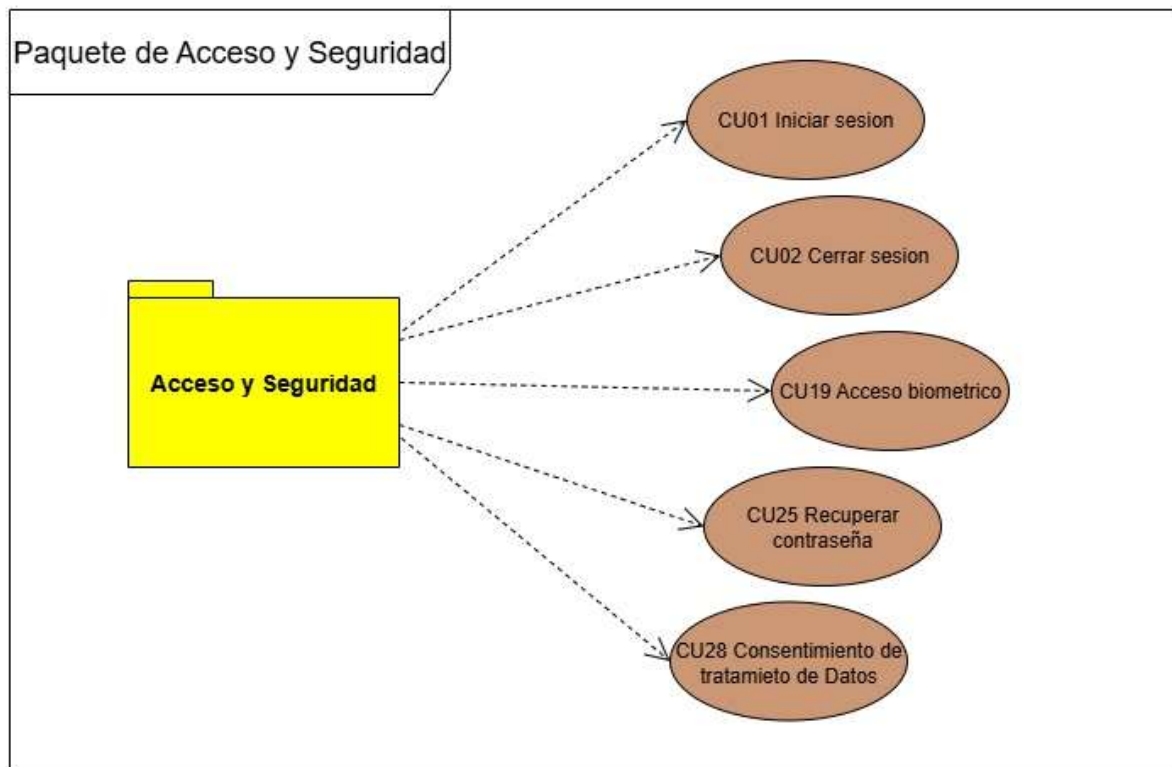 Paquete de Acceso y Seguridad
CU01 Iniciar sesion
CU02 Cerrar sesion
Acceso y Seguridad
CU19 Acceso biometrico
CU25 Recuperar
contraseña
CU28 Consentimiento de
tratamieto de Datos